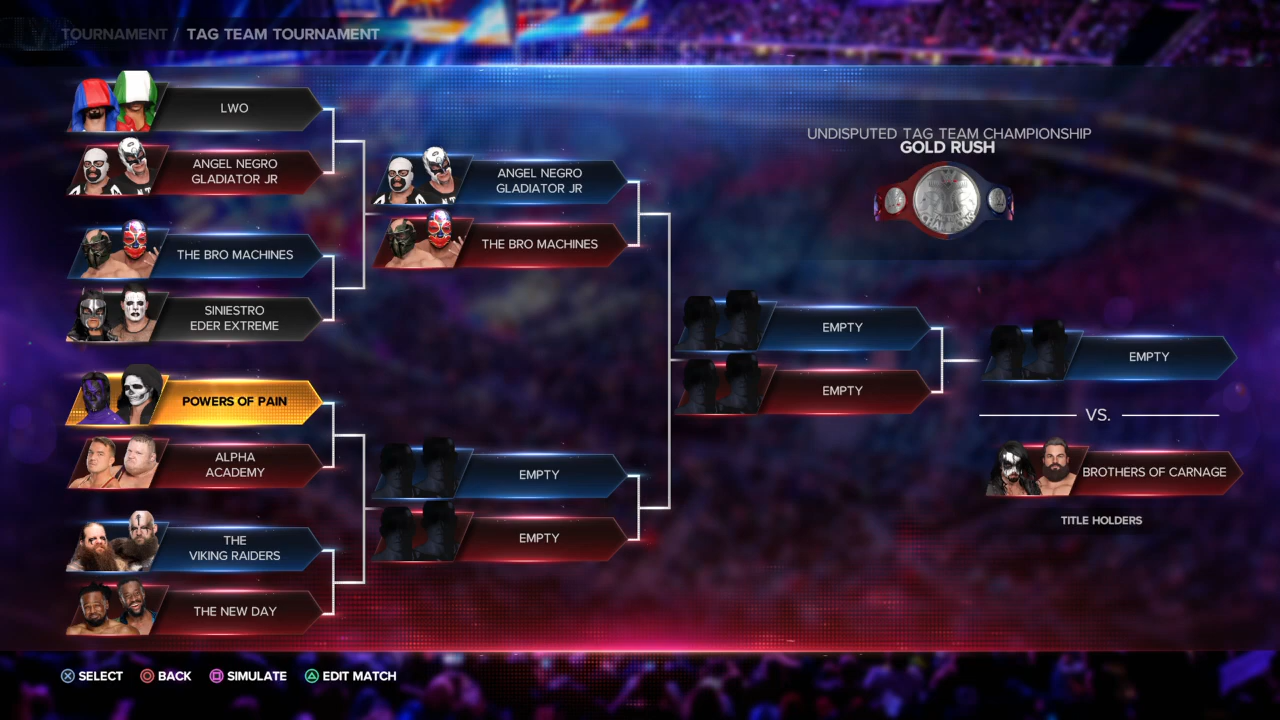 TOURNAMENT / TAG TEAM TOURNAMENT
LWO
ANGEL NEGRO
GLADIATOR JR
THE BRO MACHINES
SINIESTRO
EDER EXTREME
POWERS OF PAIN
ALPHA
ACADEMY
THE
VIKING RAIDERS
THE NEW DAY
ANGEL NEGRO
GLADIATOR JR
THE BRO MACHINES
EMPTY
EMPTY
EMPTY
EMPTY
UNDISPUTED TAG TEAM CHAMPIONSHIP
GOLD RUSH
EMPTY
VS.
BROTHERS OF CARNAGE
TITLE HOLDERS
SELECT BACK SIMULATE EDIT MATCH